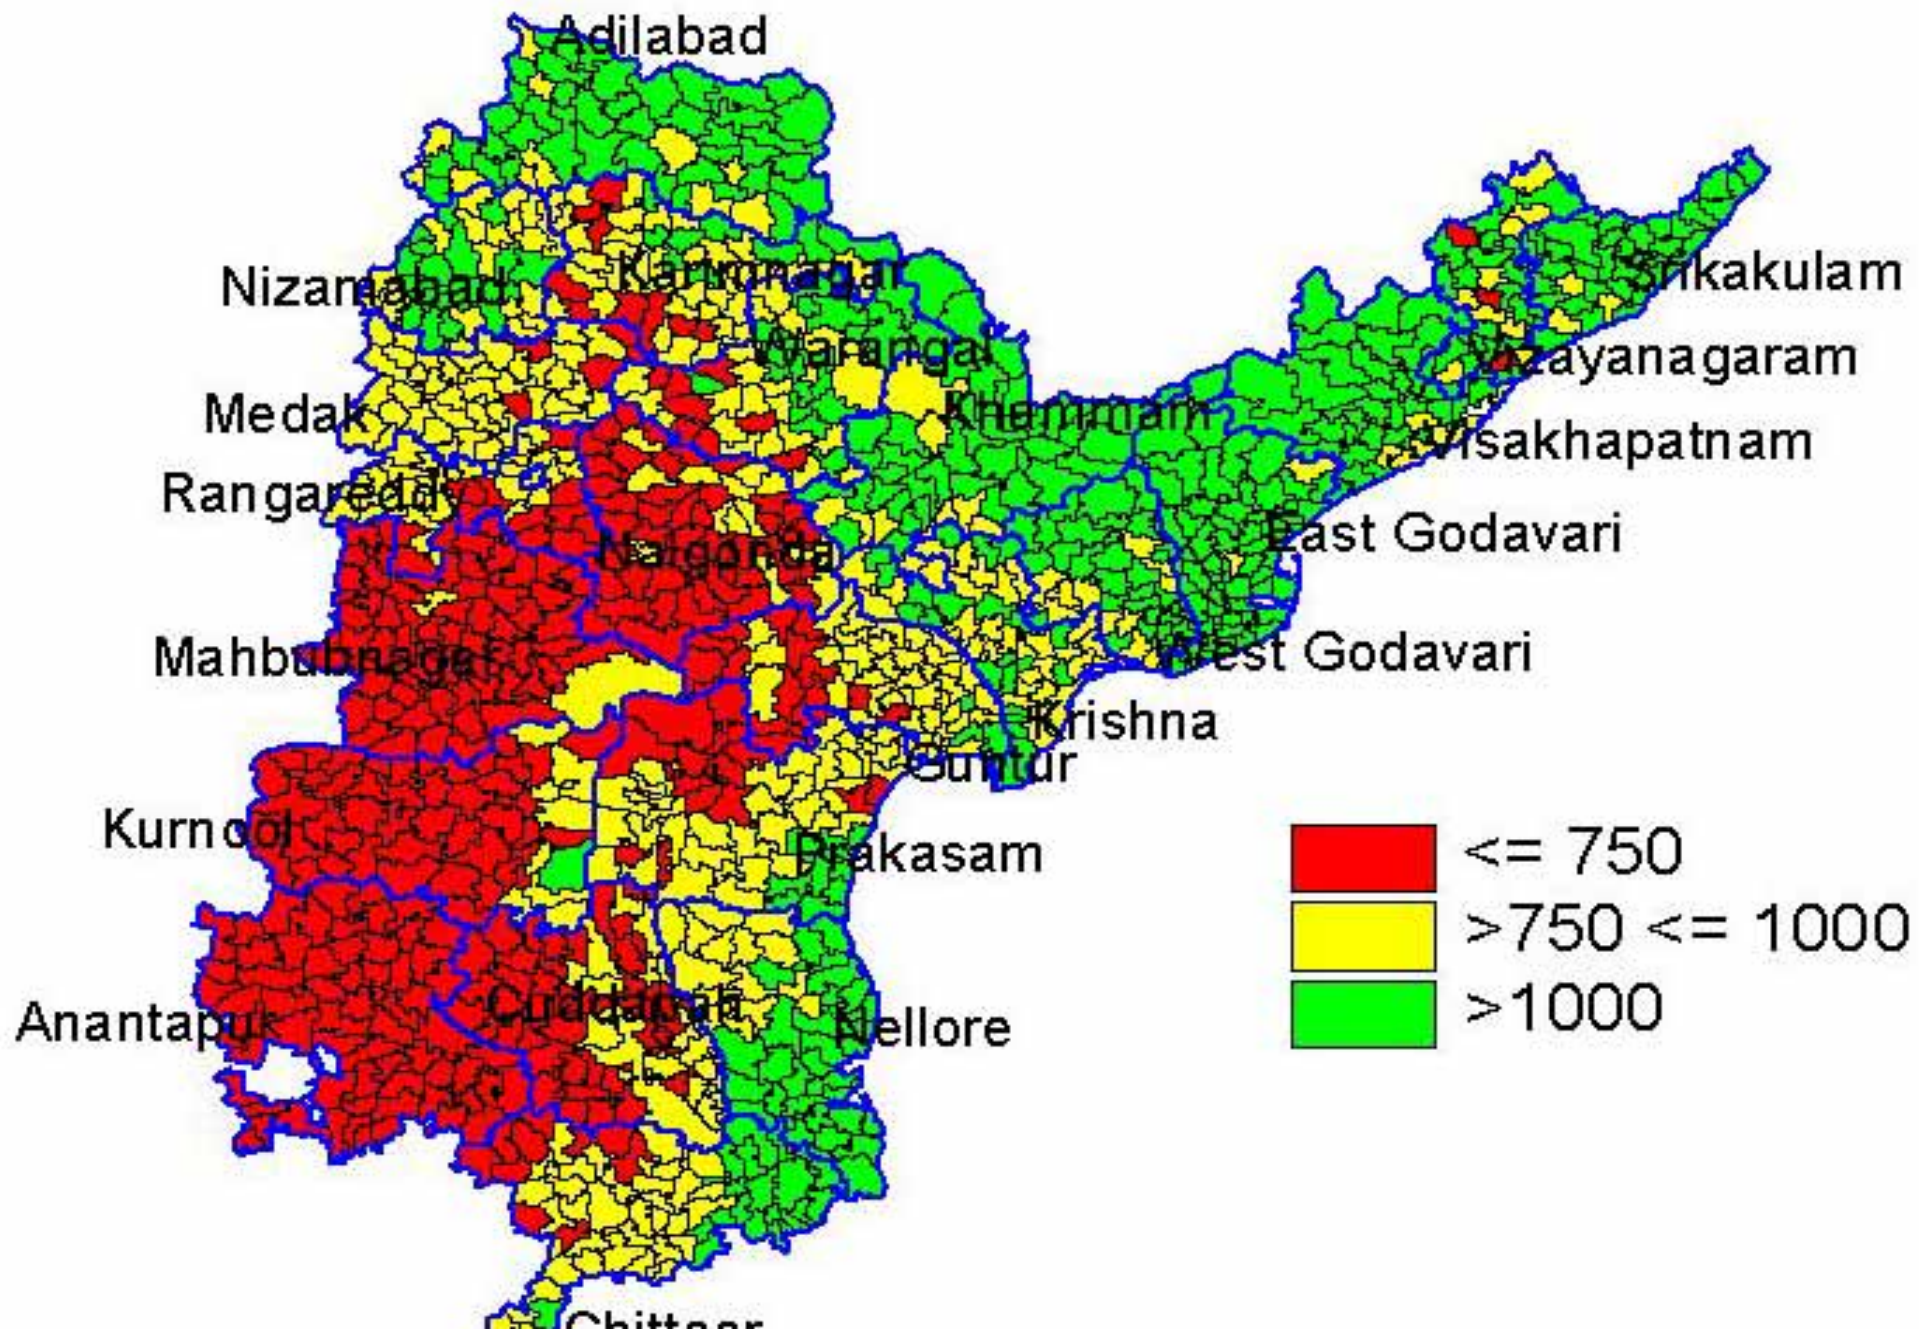 Adilabad
Nizamabad
Karimnagar
Srikakulam
Warangal
Vizayanagaram
Medak
Khammam
Visakhapatnam
Rangareddy
East Godavari
Nalgonda
Mahbubnagar
West Godavari
Krishna
Guntur
Kurnool
Prakasam
<= 750
>750 <= 1000
>1000
Cuddapah
Anantapur
Nellore
Chittoor